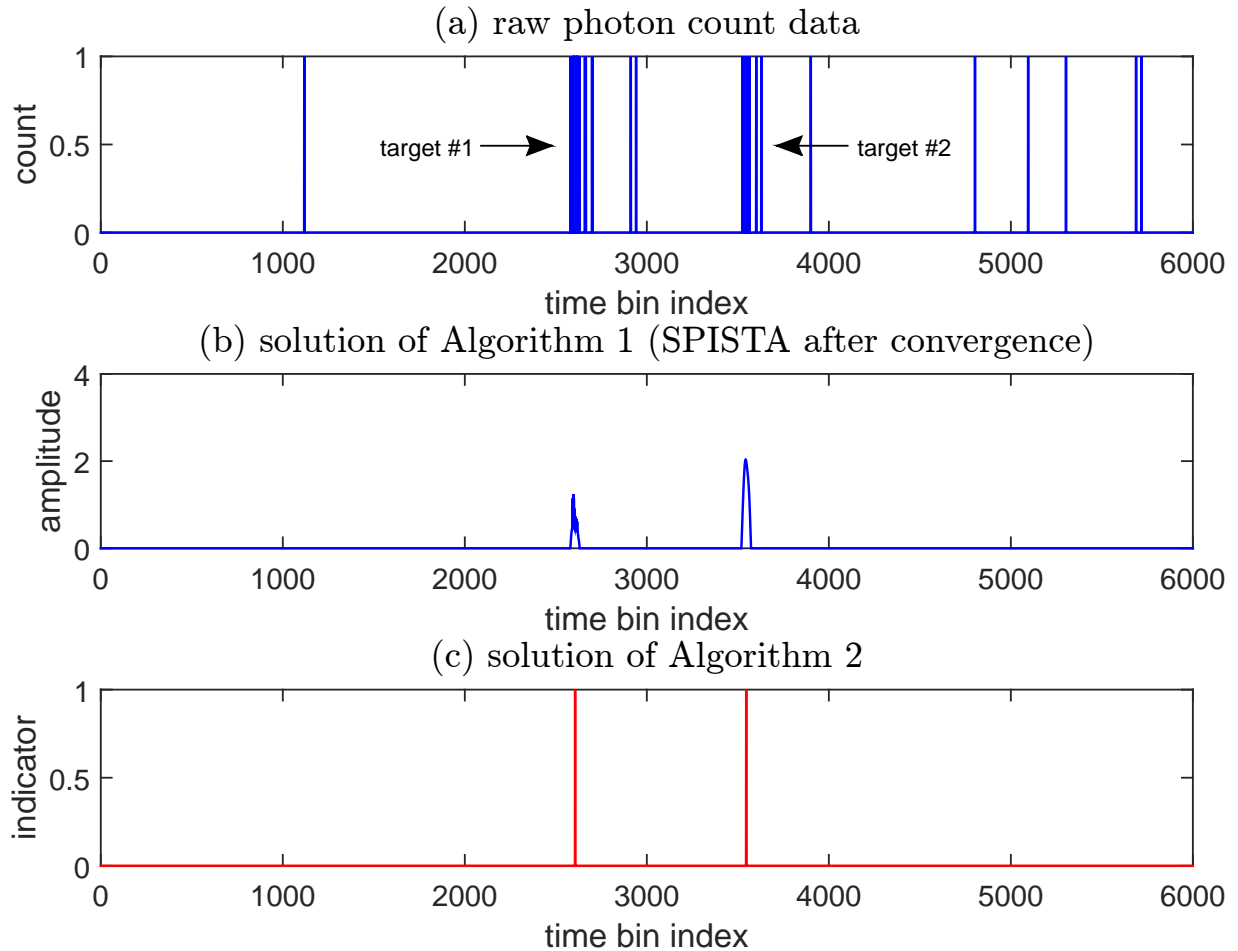 (a) raw photon count data
1
0.5
0
count
target #1
target #2
0 1000 2000 3000 4000 5000 6000
time bin index
(b) solution of Algorithm 1 (SPISTA after convergence)
4
2
0
amplitude
0 1000 2000 3000 4000 5000 6000
time bin index
(c) solution of Algorithm 2
1
0.5
0
indicator
0 1000 2000 3000 4000 5000 6000
time bin index